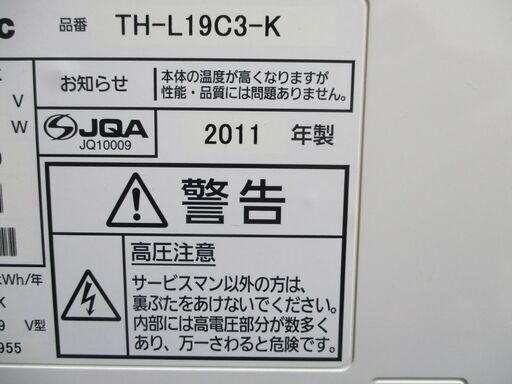 c 品番 TH-L19C3-K
お知らせ 本体の温度が高くなりますが
性能・品質には問題ありません。
V
W
JQA
JQ10009
2011 年製
警告
高圧注意
サービスマン以外の方は、
裏ぶたをあけないでください。
内部には高電圧部分が数多く
あり、万一さわると危険です。
kWh/年
K
9 V型
955